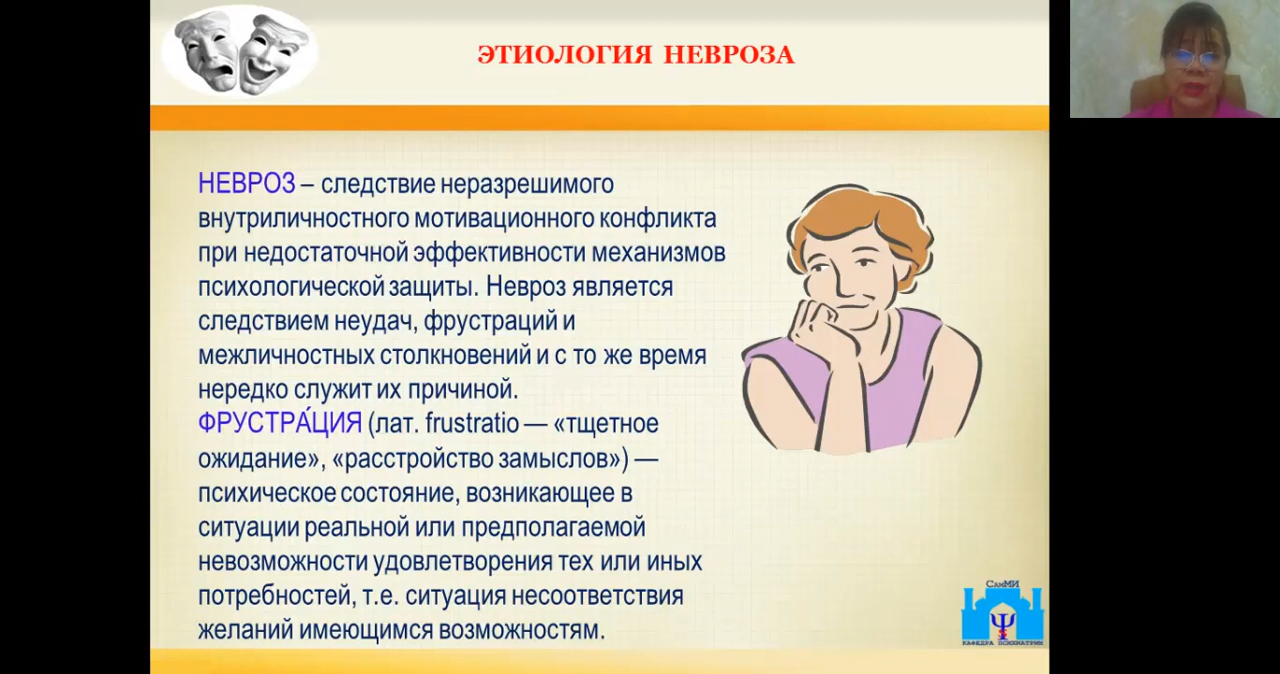 ЭТИОЛОГИЯ НЕВРОЗА
НЕВРОЗ – следствие неразрешимого
внутриличностного мотивационного конфликта
при недостаточной эффективности механизмов
психологической защиты. Невроз является
следствием неудач, фрустраций и
межличностных столкновений и с то же время
нередко служит их причиной.
ФРУСТРА́ЦИЯ (лат. frustratio — «тщетное
ожидание», «расстройство замыслов») —
психическое состояние, возникающее в
ситуации реальной или предполагаемой
невозможности удовлетворения тех или иных
потребностей, т.е. ситуация несоответствия
желаний имеющимся возможностям.
СамМИ
Ψ
КАФЕДРА ПСИХИАТРИИ